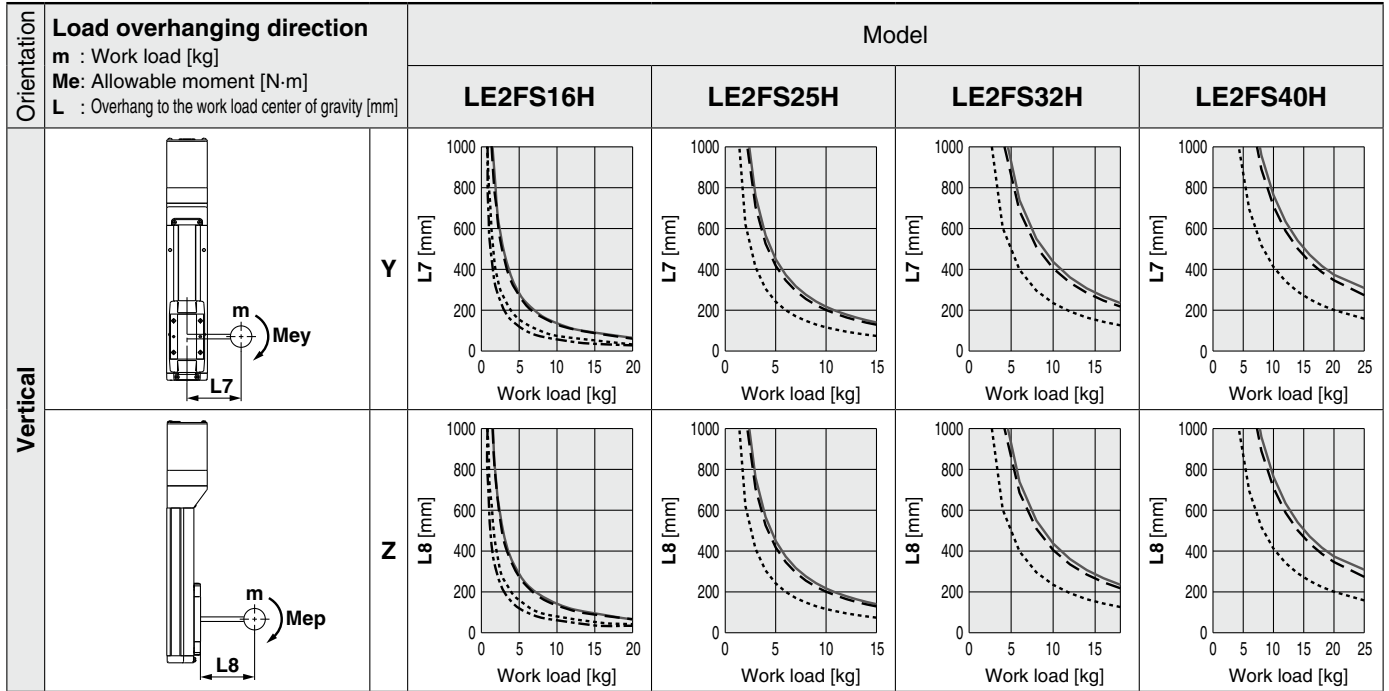 Orientation
Load overhanging direction
m : Work load [kg]
Me: Allowable moment [N·m]
L : Overhang to the work load center of gravity [mm]
Model
LE2FS16H
LE2FS25H
LE2FS32H
LE2FS40H
Vertical
m
Mey
L7
Y
L7 [mm]
1000
800
600
400
200
0
0 5 10 15 20
Work load [kg]
L7 [mm]
1000
800
600
400
200
0
0 5 10 15
Work load [kg]
L7 [mm]
1000
800
600
400
200
0
0 5 10 15
Work load [kg]
L7 [mm]
1000
800
600
400
200
0
0 5 10 15 20 25
Work load [kg]
m
Mep
L8
Z
L8 [mm]
1000
800
600
400
200
0
0 5 10 15 20
Work load [kg]
L8 [mm]
1000
800
600
400
200
0
0 5 10 15
Work load [kg]
L8 [mm]
1000
800
600
400
200
0
0 5 10 15
Work load [kg]
L8 [mm]
1000
800
600
400
200
0
0 5 10 15 20 25
Work load [kg]